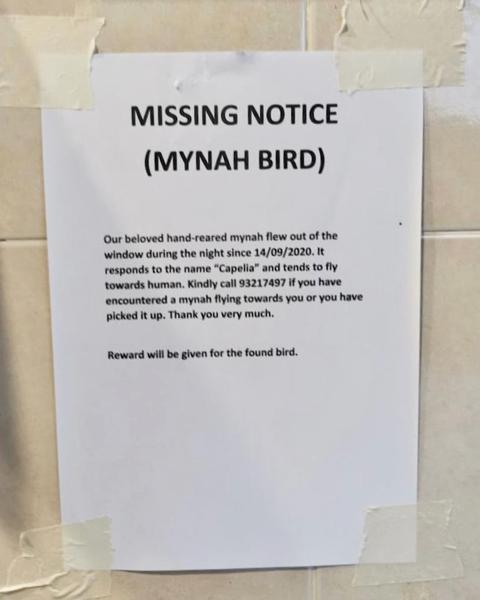 MISSING NOTICE
(MYNAH BIRD)
Our beloved hand-reared mynah flew out of the
window during the night since 14/09/2020. It
responds to the name “Capelia” and tends to fly
towards human. Kindly call 93217497 if you have
encountered a mynah flying towards you or you have
picked it up. Thank you very much.
Reward will be given for the found bird.